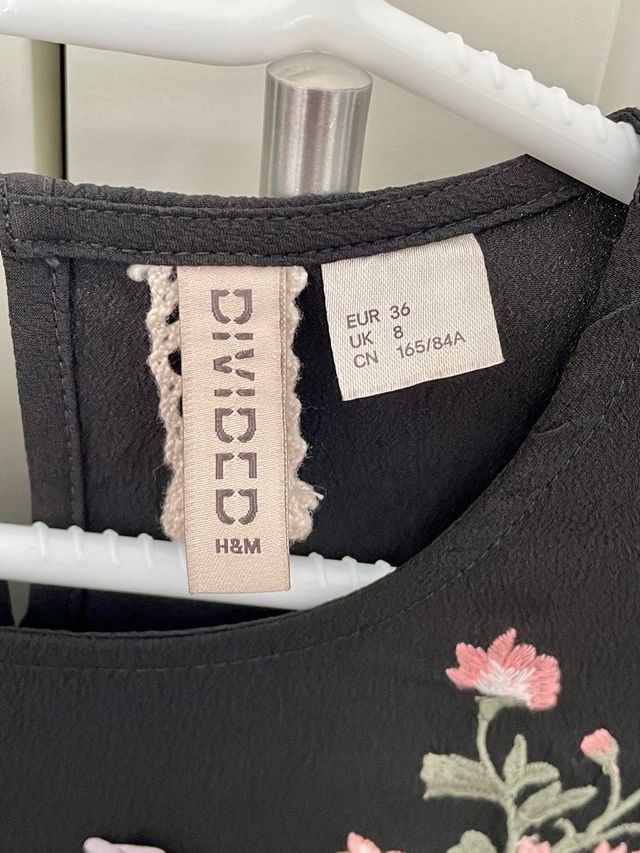 DIVIDED
H&M
EUR 36
UK 8
CN 165/84A